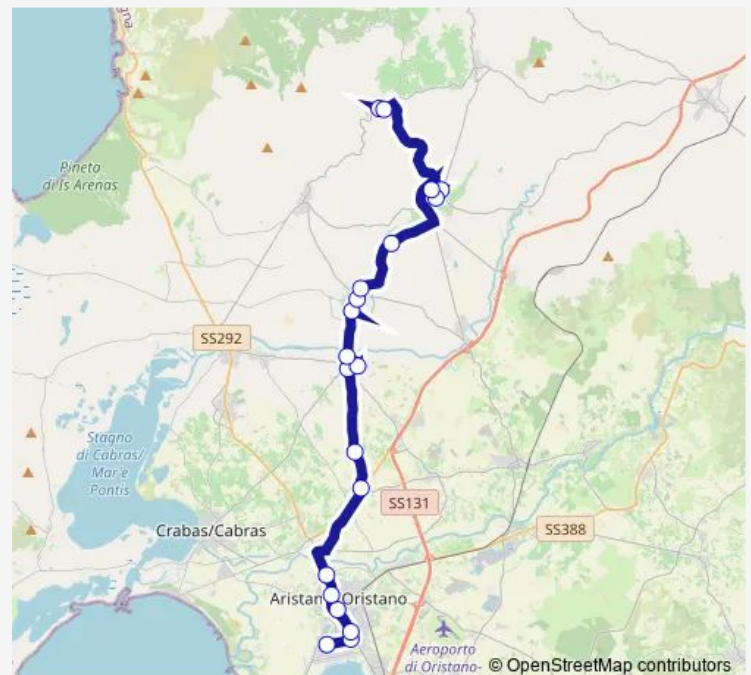 Pineta
di Is Arenas
SS292
Stagno
di Cabras/
Mar'e
Pontis
SS131
Crabas/Cabras
SS388
Aristan Oristano
Aeroporto
di Oristano-
© OpenStreetMap contributors